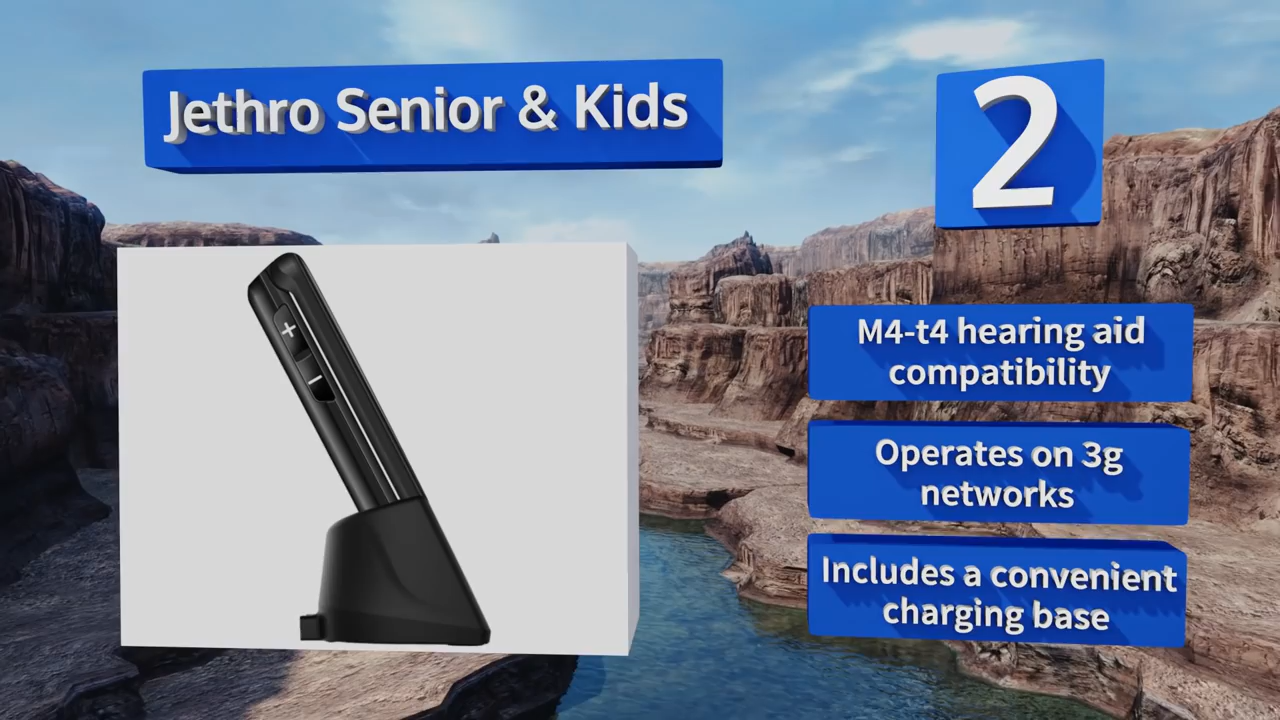 Jethro Senior & Kids
2
M4-t4 hearing aid
compatibility
Operates on 3g
networks
Includes a convenient
charging base
+
-